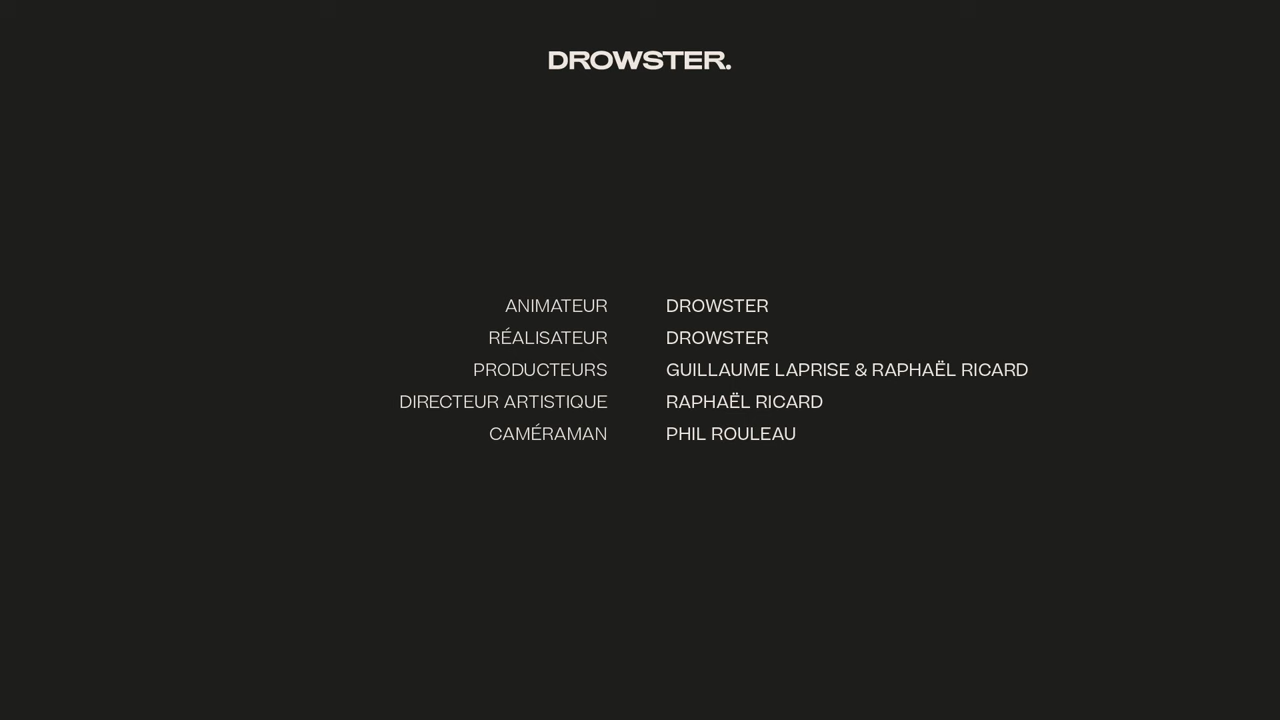 DROWSTER.
ANIMATEUR DROWSTER
RÉALISATEUR DROWSTER
PRODUCTEURS GUILLAUME LAPRISE & RAPHAËL RICARD
DIRECTEUR ARTISTIQUE RAPHAËL RICARD
CAMÉRAMAN PHIL ROULEAU